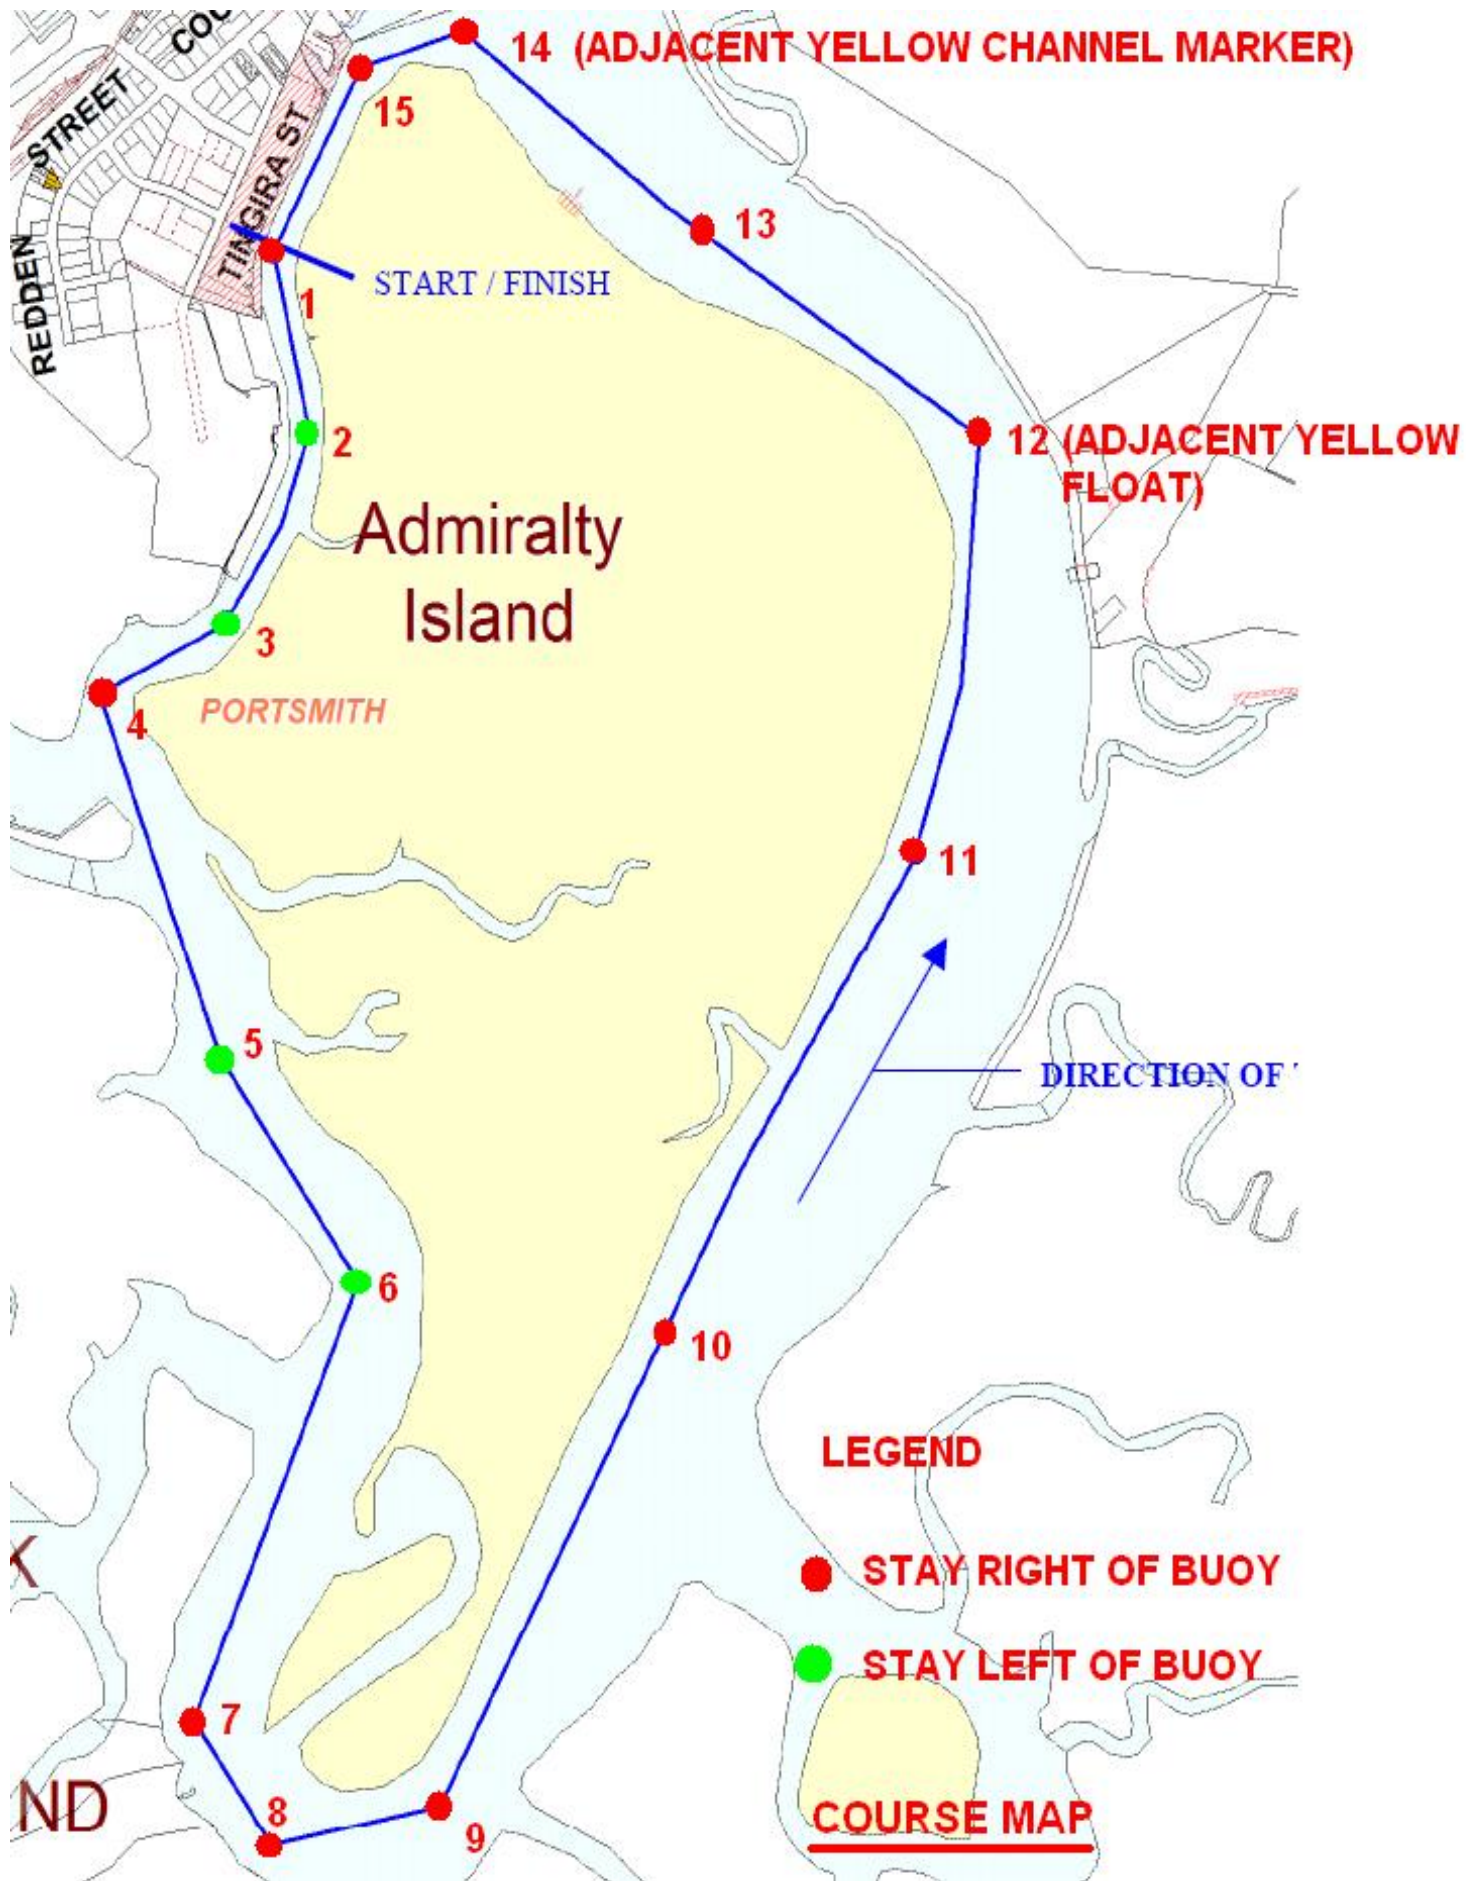 COO
14 (ADJACENT YELLOW CHANNEL MARKER)
STREET
15
TINGIRA ST
13
REDDEN
START / FINISH
1
2
12 (ADJACENT YELLOW
FLOAT)
Admiralty
Island
3
PORTSMITH
4
11
5
DIRECTION OF
6
10
LEGEND
K
STAY RIGHT OF BUOY
STAY LEFT OF BUOY
7
ND
8
9
COURSE MAP